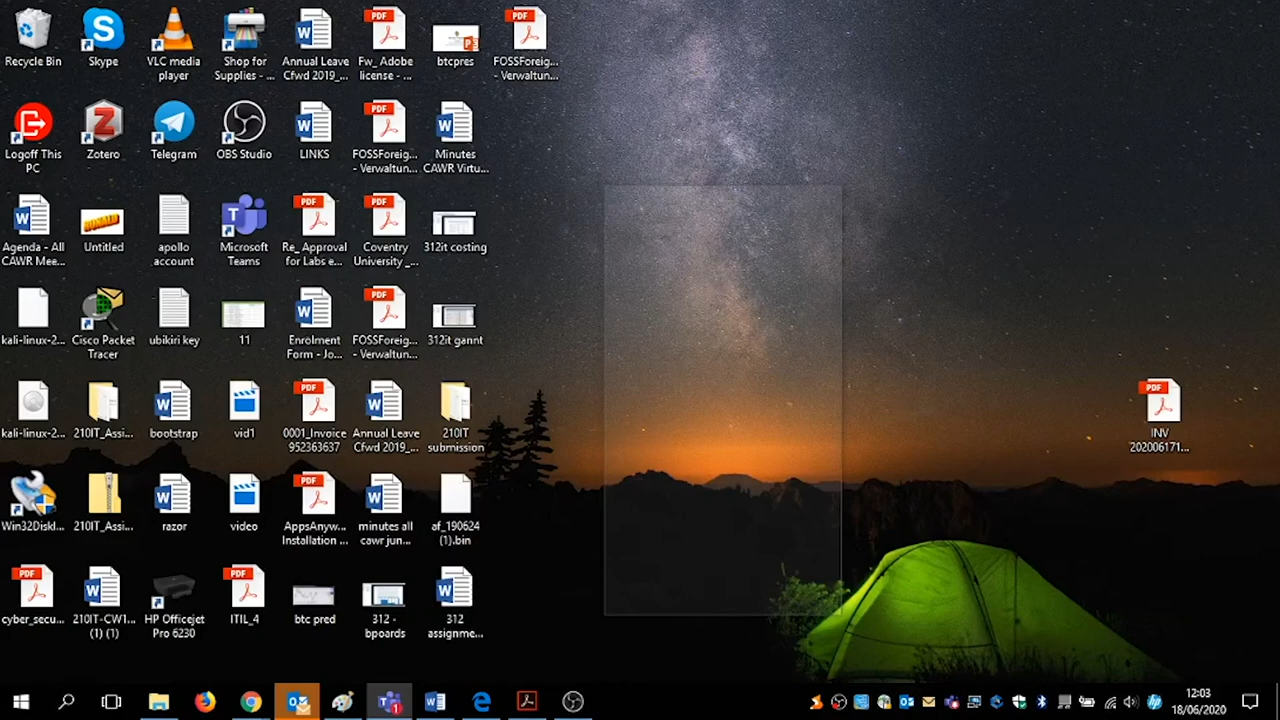 Recycle Bin
Skype
VLC media
player
Shop for
Supplies - ...
Annual Leave
Cfwd 2019_...
Fw_ Adobe
license - ...
btcpres
FOSSForeig...
- Verwaltun...
Logoff This
PC
Zotero
Telegram
OBS Studio
LINKS
FOSSForeig...
- Verwaltun...
Minutes
CAWR Virtu...
Agenda - All
CAWR Mee...
Untitled
apollo
account
Microsoft
Teams
Re_ Approval
for Labs e...
Coventry
University _...
312it costing
kali-linux-2...
Cisco Packet
Tracer
ubikiri key
11
Enrolment
Form - Jo...
FOSSForeig...
- Verwaltun...
312it gannt
kali-linux-2...
210IT_Assi...
bootstrap
vid1
0001_Invoice
952363637
Annual Leave
Cfwd 2019_...
210IT
submission
INV
202006171...
Win32DiskI...
210IT_Assi...
razor
video
AppsAnyw...
Installation ...
minutes all
cawr jun...
af_190624
(1).bin
cyber_secu...
210IT-CW1...
(1) (1)
HP Officejet
Pro 6230
ITIL_4
btc pred
312 -
bpoards
312
assignme...
12:03
18/06/2020